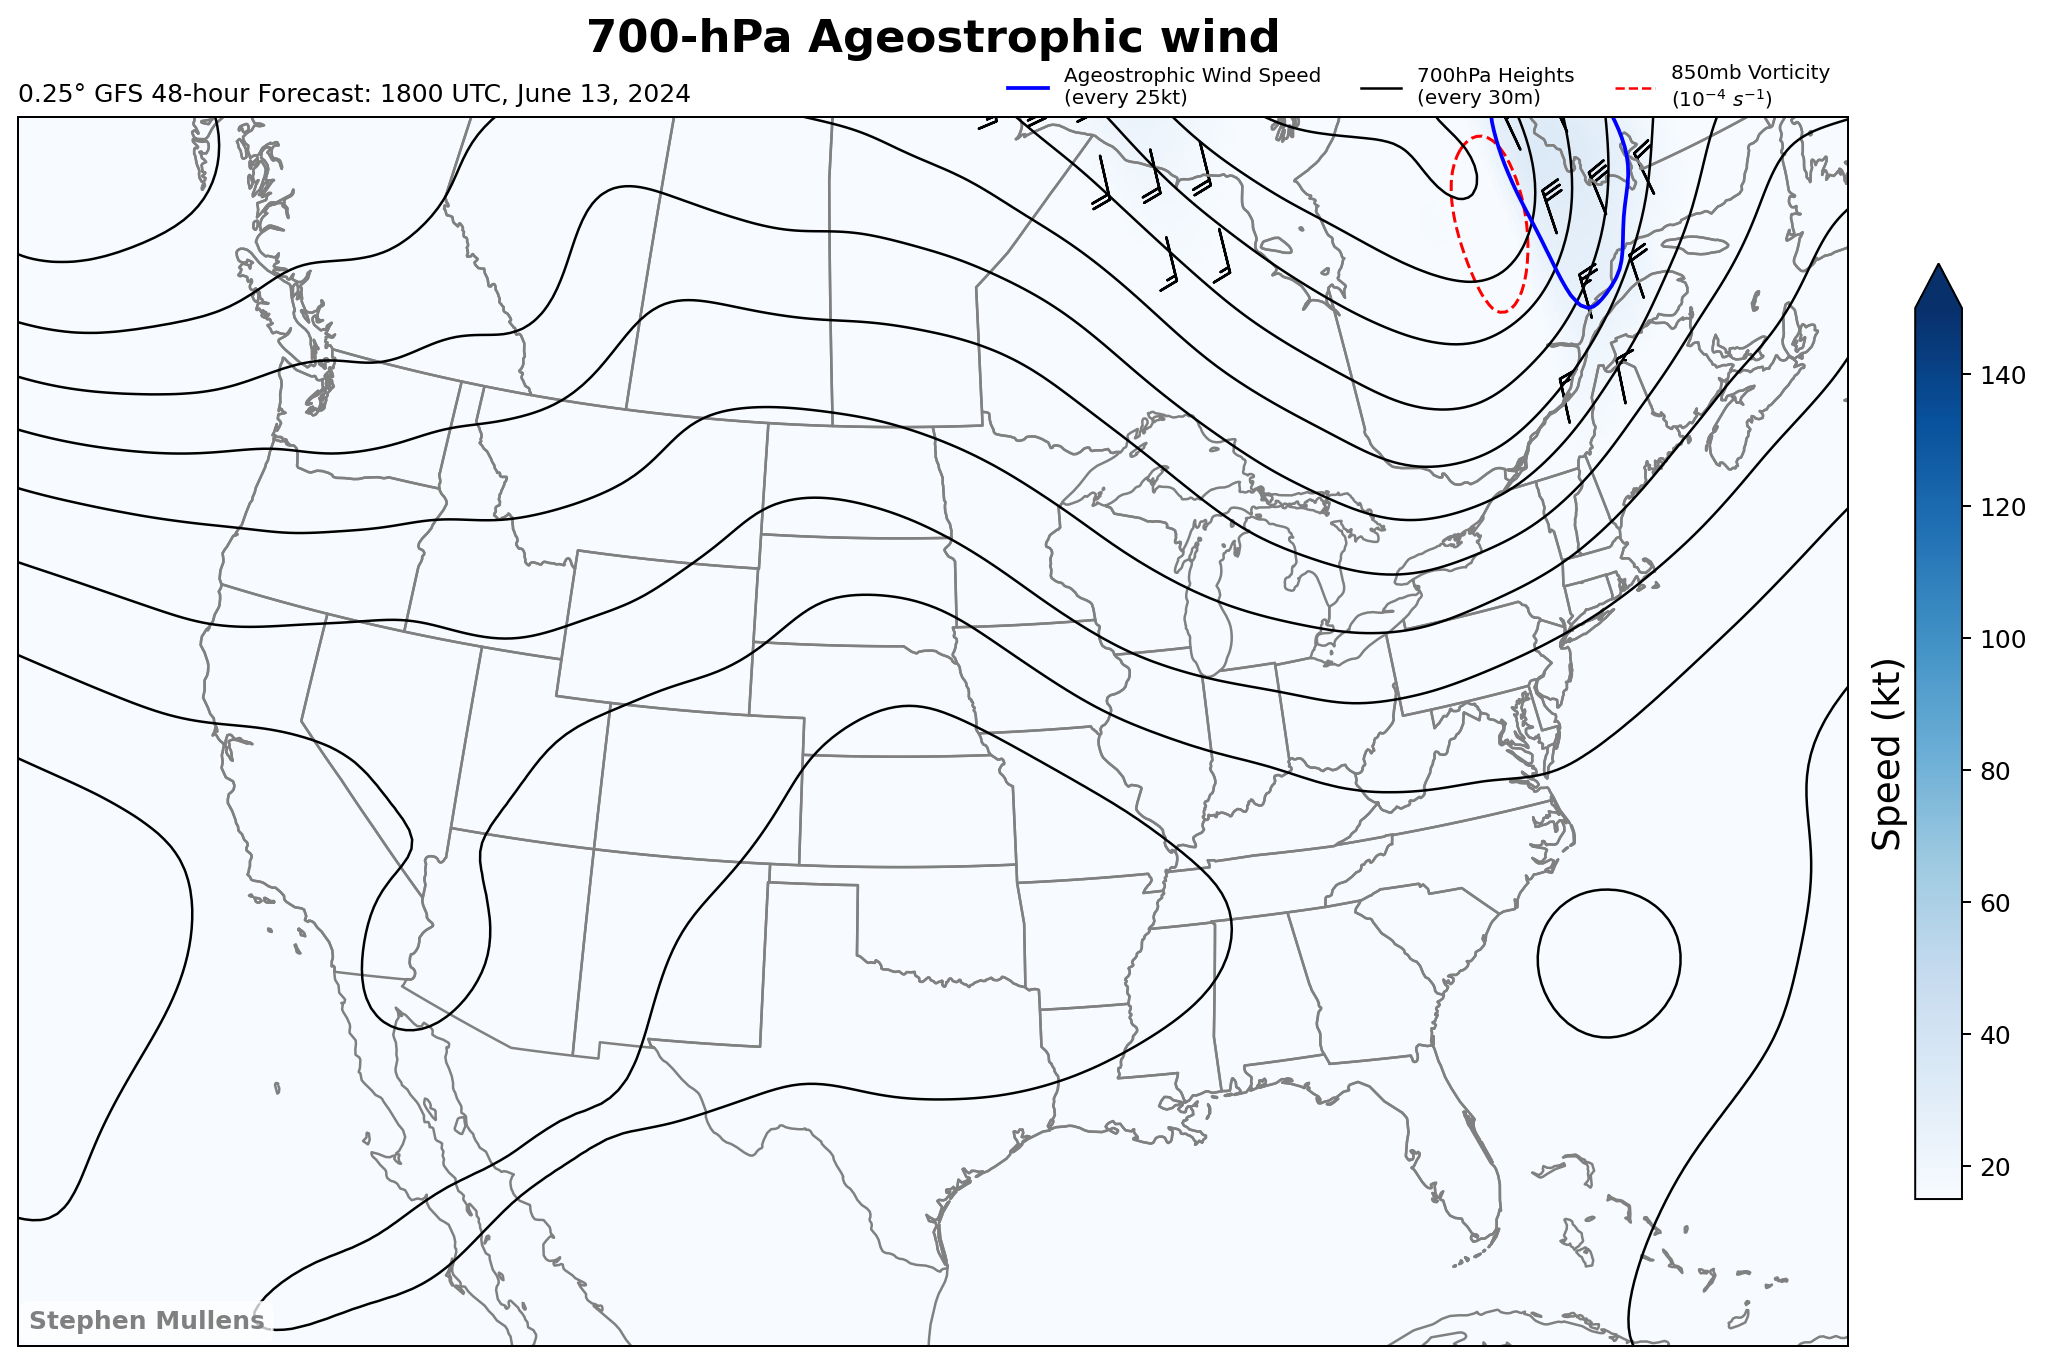 700-hPa Ageostrophic wind
0.25° GFS 48-hour Forecast: 1800 UTC, June 13, 2024
Ageostrophic Wind Speed
(every 25kt)
700hPa Heights
(every 30m)
850mb Vorticity
(10⁻⁴ s⁻¹)
140
120
100
80
60
40
20
Speed (kt)
Stephen Mullens